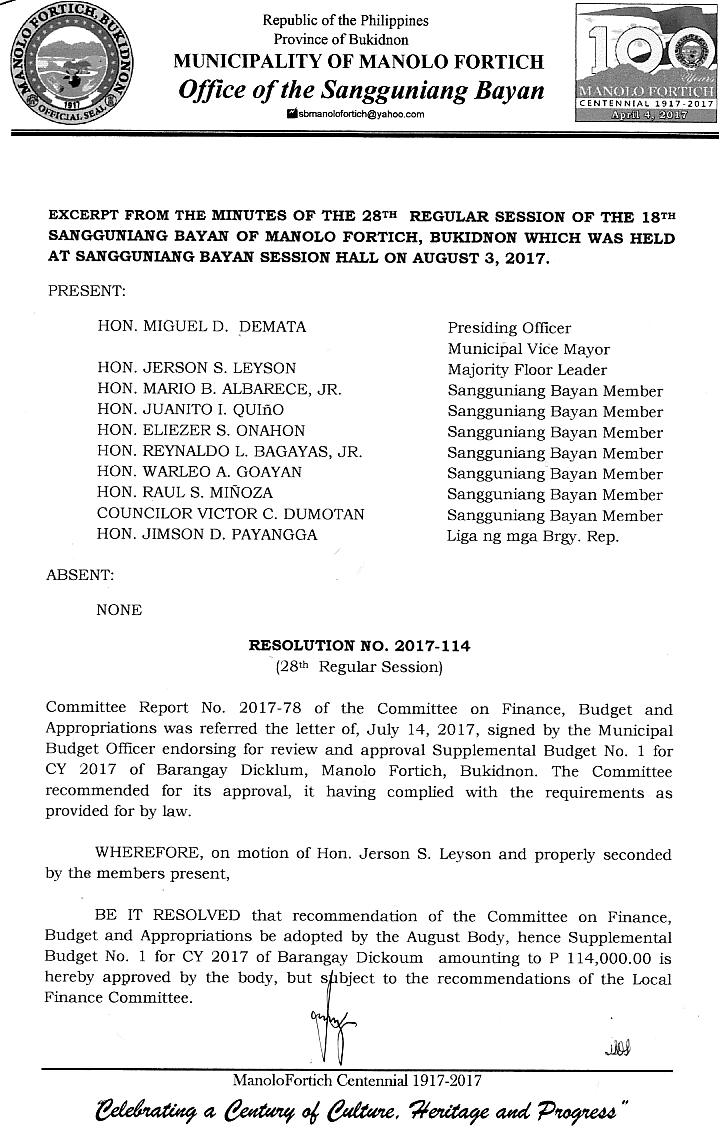 MANOLO FORTICH, BUKIDNON
1917
OFFICIAL SEAL
Republic of the Philippines
Province of Bukidnon
MUNICIPALITY OF MANOLO FORTICH
Office of the Sangguniang Bayan
sbmanolofortich@yahoo.com
100
Years
MANOLO FORTICH
CENTENNIAL 1917-2017
April 4, 2017
EXCERPT FROM THE MINUTES OF THE 28TH REGULAR SESSION OF THE 18TH
SANGGUNIANG BAYAN OF MANOLO FORTICH, BUKIDNON WHICH WAS HELD
AT SANGGUNIANG BAYAN SESSION HALL ON AUGUST 3, 2017.
PRESENT:
HON. MIGUEL D. DEMATA Presiding Officer
Municipal Vice Mayor
HON. JERSON S. LEYSON Majority Floor Leader
HON. MARIO B. ALBARECE, JR. Sangguniang Bayan Member
HON. JUANITO I. QUIñO Sangguniang Bayan Member
HON. ELIEZER S. ONAHON Sangguniang Bayan Member
HON. REYNALDO L. BAGAYAS, JR. Sangguniang Bayan Member
HON. WARLEO A. GOAYAN Sangguniang Bayan Member
HON. RAUL S. MIÑOZA Sangguniang Bayan Member
COUNCILOR VICTOR C. DUMOTAN Sangguniang Bayan Member
HON. JIMSON D. PAYANGGA Liga ng mga Brgy. Rep.
ABSENT:
NONE
RESOLUTION NO. 2017-114
(28th Regular Session)
Committee Report No. 2017-78 of the Committee on Finance, Budget and
Appropriations was referred the letter of, July 14, 2017, signed by the Municipal
Budget Officer endorsing for review and approval Supplemental Budget No. 1 for
CY 2017 of Barangay Dicklum, Manolo Fortich, Bukidnon. The Committee
recommended for its approval, it having complied with the requirements as
provided for by law.
WHEREFORE, on motion of Hon. Jerson S. Leyson and properly seconded
by the members present,
BE IT RESOLVED that recommendation of the Committee on Finance,
Budget and Appropriations be adopted by the August Body, hence Supplemental
Budget No. 1 for CY 2017 of Barangay Dickoum amounting to P 114,000.00 is
hereby approved by the body, but subject to the recommendations of the Local
Finance Committee.
ManoloFortich Centennial 1917-2017
"Celebrating a Century of Culture, Heritage and Progress"